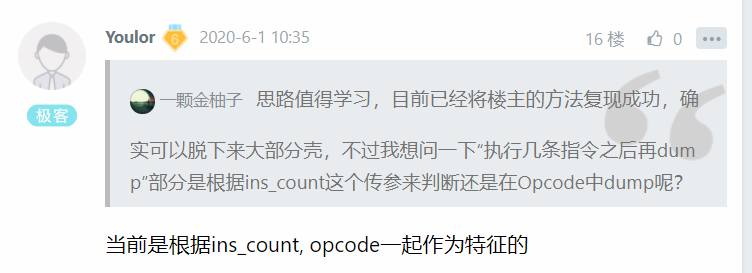 Youlor 6 2020-6-1 10:35 16 楼 0
极客
一颗金柚子 思路值得学习，目前已经将楼主的方法复现成功，确
实可以脱下来大部分壳，不过我想问一下“执行几条指令之后再dum
p”部分是根据ins_count这个传参来判断还是在Opcode中dump呢？
当前是根据ins_count, opcode一起作为特征的